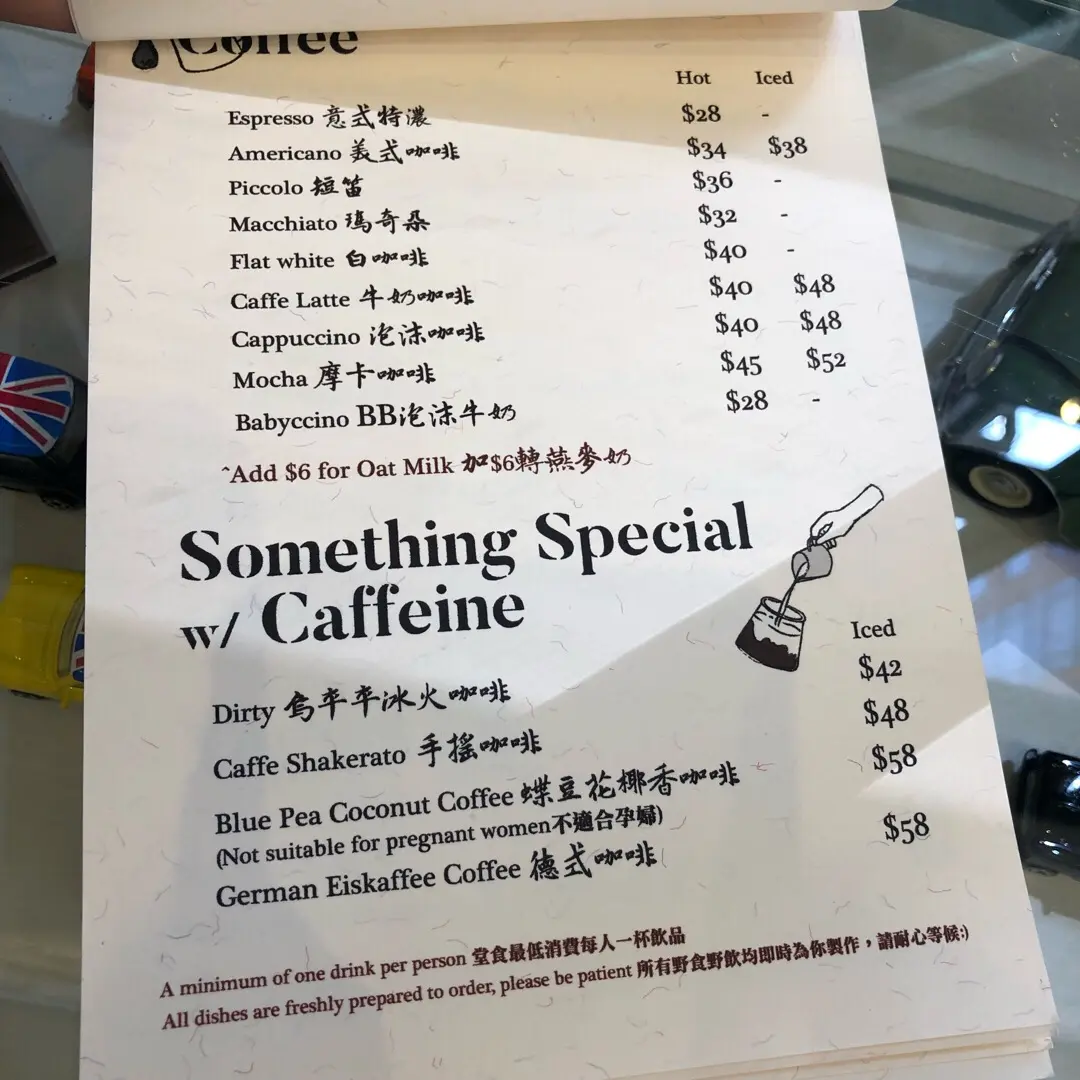 Coffee
Hot Iced
Espresso 意式特濃 $28 -
Americano 美式咖啡 $34 $38
Piccolo 短笛 $36 -
Macchiato 瑪奇朵 $32 -
Flat white 白咖啡 $40 -
Caffe Latte 牛奶咖啡 $40 $48
Cappuccino 泡沫咖啡 $40 $48
Mocha 摩卡咖啡 $45 $52
Babyccino BB泡沫牛奶 $28 -
^Add $6 for Oat Milk 加$6轉燕麥奶
Something Special
w/ Caffeine
Iced
Dirty 烏卒卒冰火咖啡 $42
Caffe Shakerato 手搖咖啡 $48
Blue Pea Coconut Coffee 蝶豆花椰香咖啡 $58
(Not suitable for pregnant women不適合孕婦)
German Eiskaffee Coffee 德式咖啡 $58
A minimum of one drink per person 堂食最低消費每人一杯飲品
All dishes are freshly prepared to order, please be patient 所有野食野飲均即時為你製作，請耐心等候:)